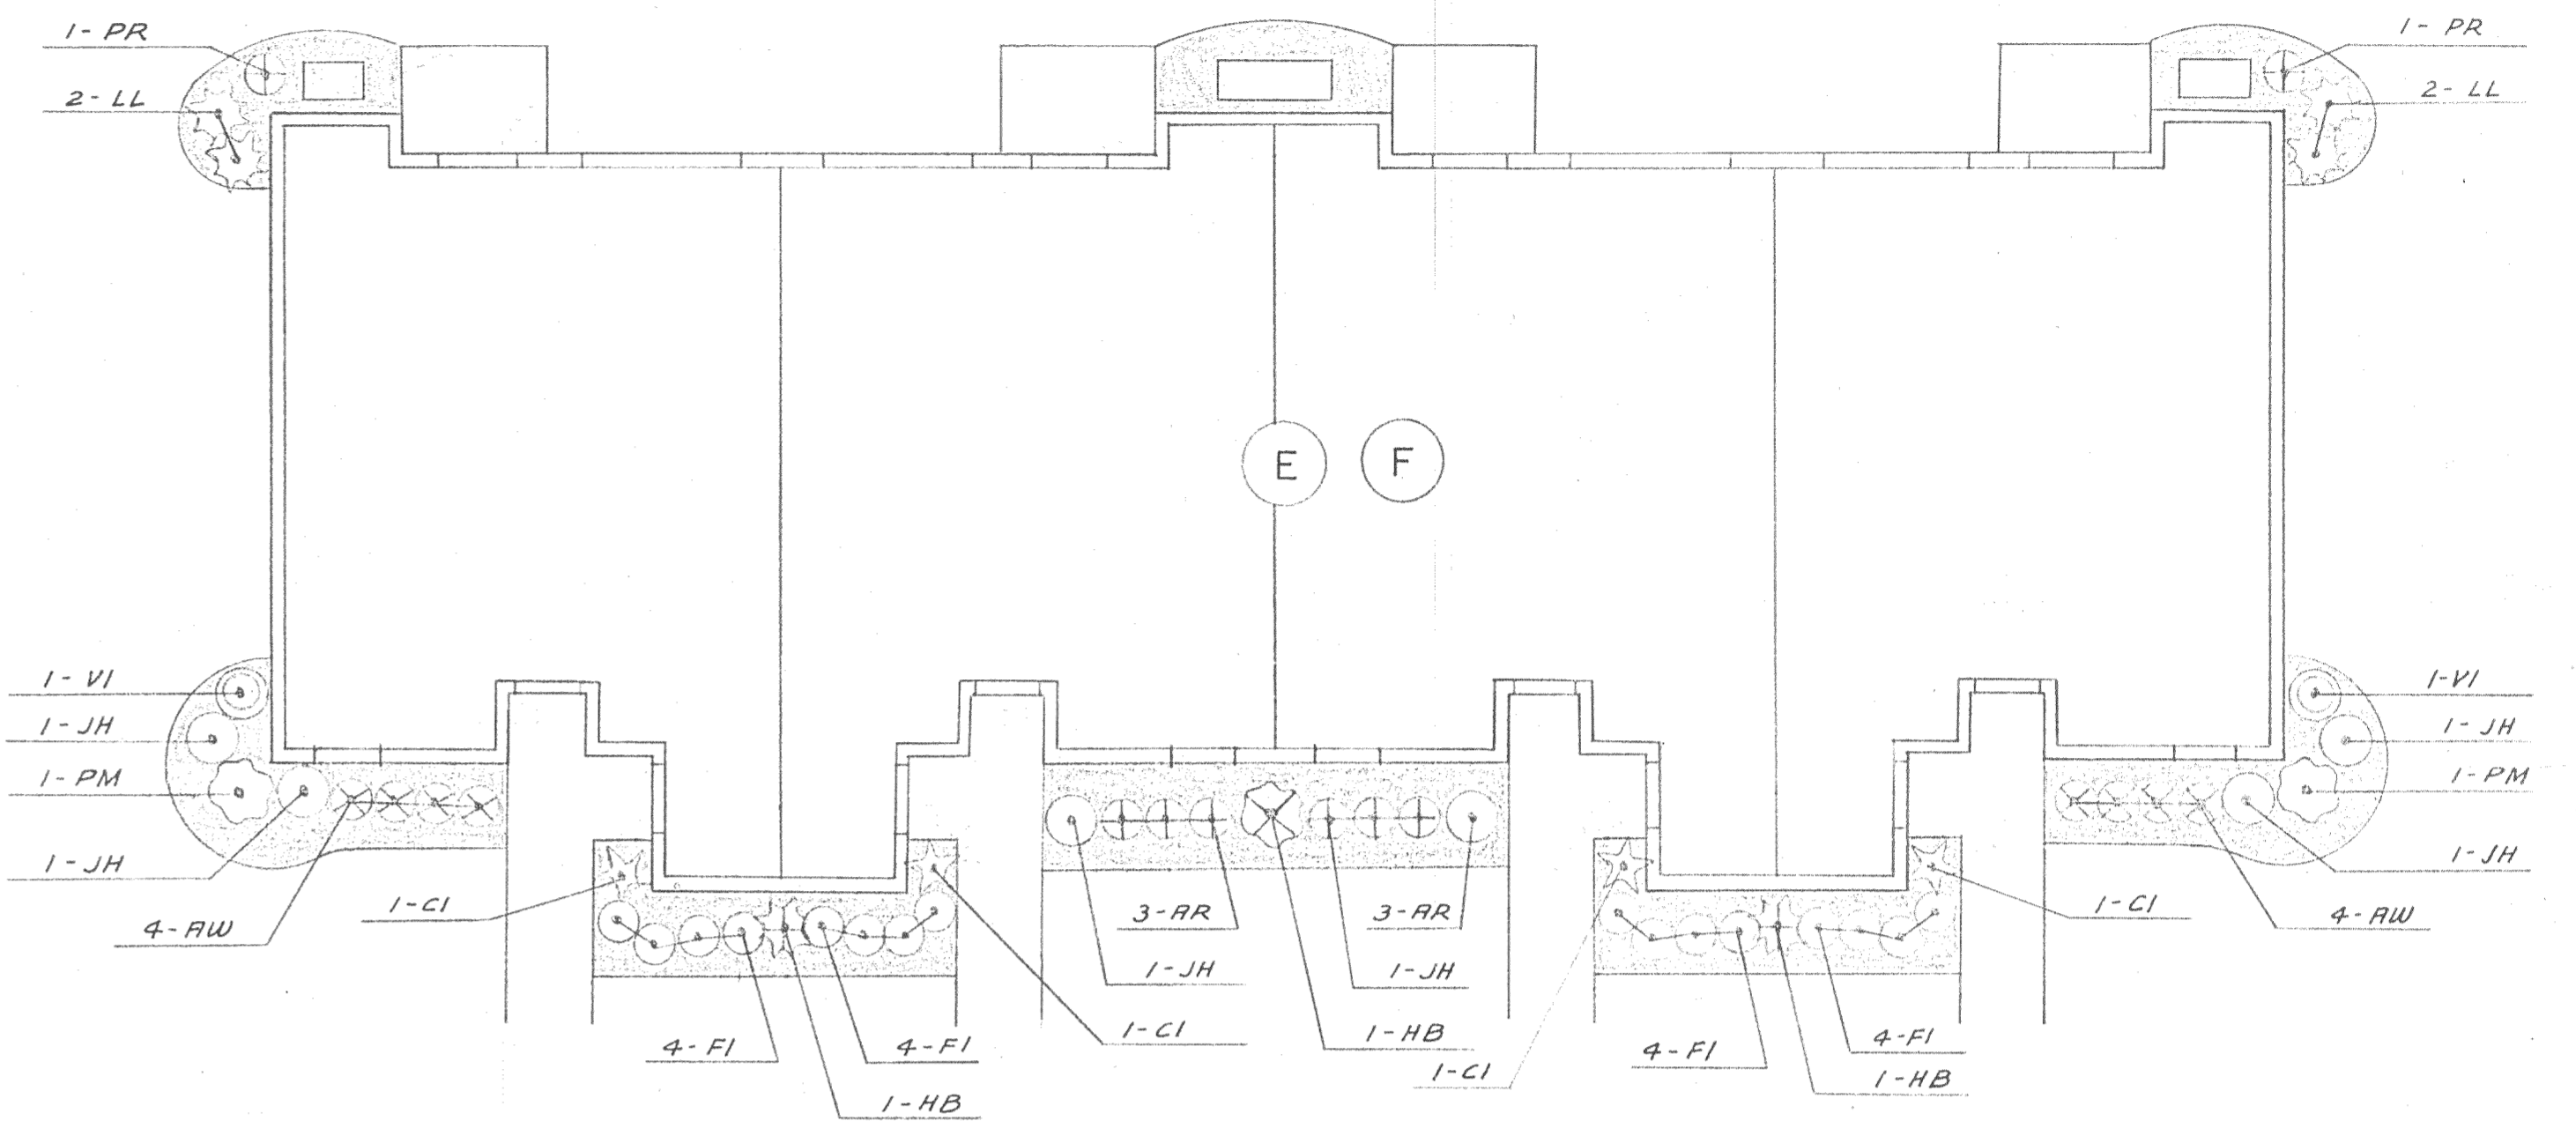 1- PR
1- PR
2- LL
2- LL
E
F
1- VI
1-VI
1- JH
1- JH
1- PM
1- PM
1- JH
1- JH
4- AW
1-CI
3-AR
3-AR
1-CI
4- AW
1-JH
1-JH
4- FI
4- FI
1-CI
1-HB
4- FI
4-FI
1-CI
1- HB
1-HB